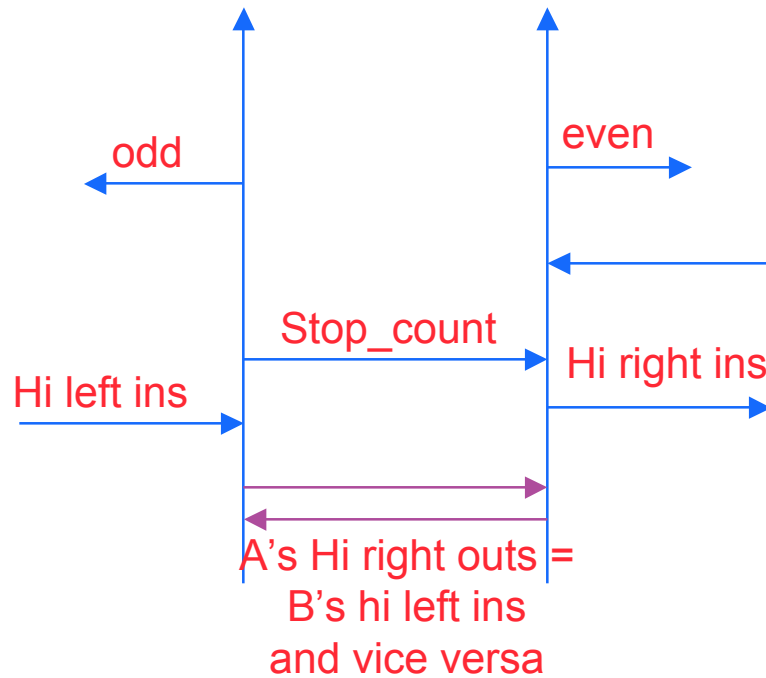 even
odd
Stop_count
Hi right ins
Hi left ins
A’s Hi right outs =
B’s hi left ins
and vice versa